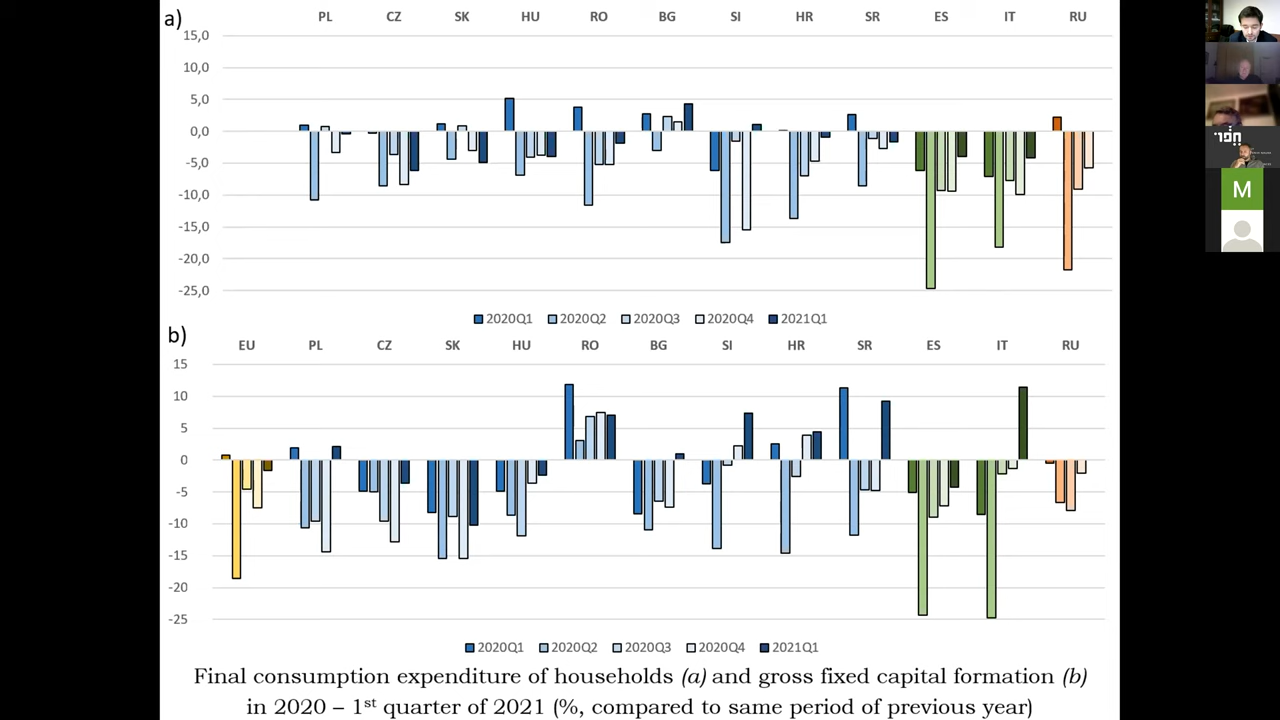 a)
PL CZ SK HU RO BG SI HR SR ES IT RU
15,0
10,0
5,0
0,0
-5,0
-10,0
-15,0
-20,0
-25,0
2020Q1 2020Q2 2020Q3 2020Q4 2021Q1
b)
EU PL CZ SK HU RO BG SI HR SR ES IT RU
15
10
5
0
-5
-10
-15
-20
-25
2020Q1 2020Q2 2020Q3 2020Q4 2021Q1
Final consumption expenditure of households (a) and gross fixed capital formation (b)
in 2020 – 1st quarter of 2021 (%, compared to same period of previous year)
M